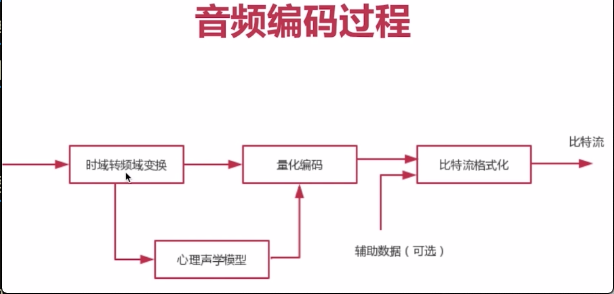 音频编码过程
比特流
时域转频域变换
量化编码
比特流格式化
心理声学模型
辅助数据（可选）